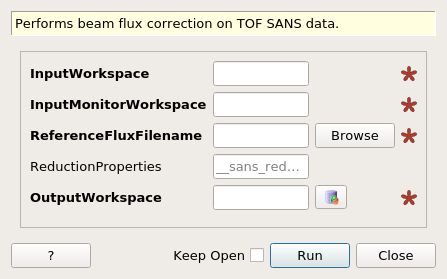 Performs beam flux correction on TOF SANS data.
InputWorkspace
InputMonitorWorkspace
ReferenceFluxFilename Browse
ReductionProperties __sans_red...
OutputWorkspace
? Keep Open Run Close